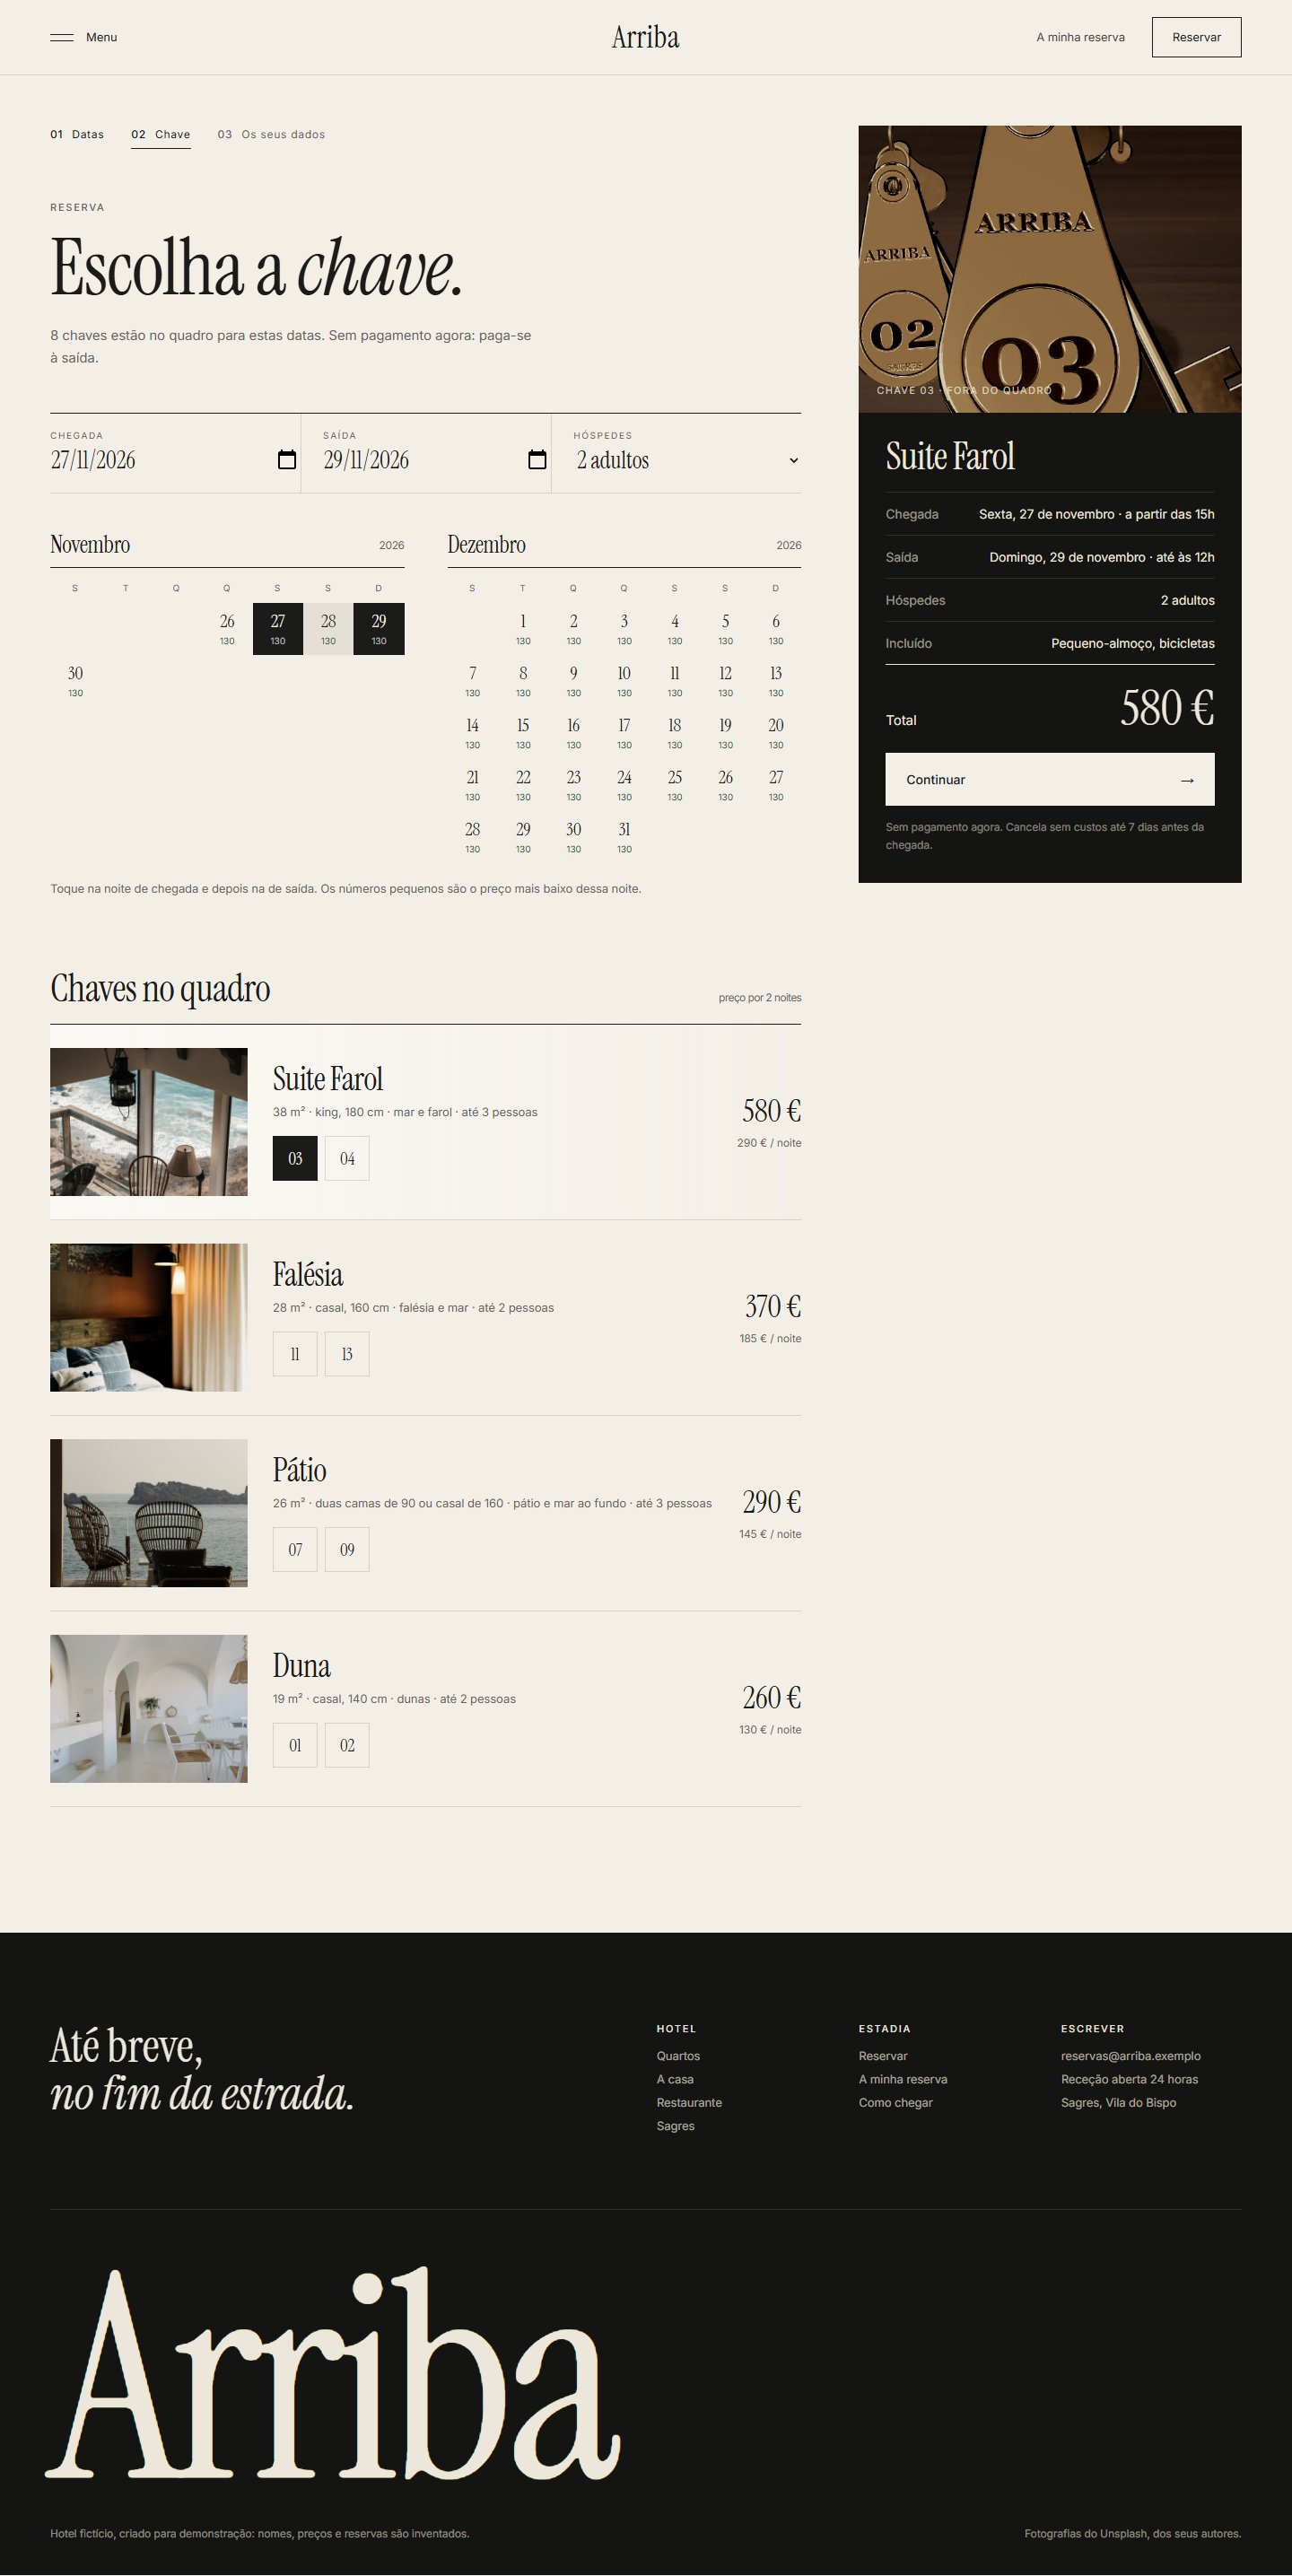 Menu
Arriba
A minha reserva
Reservar
01 Datas
02 Chave
03 Os seus dados
RESERVA
Escolha a chave.
8 chaves estão no quadro para estas datas. Sem pagamento agora: paga-se
à saída.
CHEGADA
27/11/2026
SAÍDA
29/11/2026
HÓSPEDES
2 adultos
Novembro 2026
S T Q Q S S D
26 27 28 29
130 130 130 130
30
130
Dezembro 2026
S T Q Q S S D
1 2 3 4 5 6
130 130 130 130 130 130
7 8 9 10 11 12 13
130 130 130 130 130 130 130
14 15 16 17 18 19 20
130 130 130 130 130 130 130
21 22 23 24 25 26 27
130 130 130 130 130 130 130
28 29 30 31
130 130 130 130
Toque na noite de chegada e depois na de saída. Os números pequenos são o preço mais baixo dessa noite.
ARRIBA
02
SAGRES
ARRIBA
03
CHAVE 03 · FORA DO QUADRO
Suite Farol
Chegada Sexta, 27 de novembro · a partir das 15h
Saída Domingo, 29 de novembro · até às 12h
Hóspedes 2 adultos
Incluído Pequeno-almoço, bicicletas
Total 580 €
Continuar →
Sem pagamento agora. Cancela sem custos até 7 dias antes da
chegada.
Chaves no quadro
preço por 2 noites
Suite Farol
38 m² · king, 180 cm · mar e farol · até 3 pessoas
03 04
580 €
290 € / noite
Falésia
28 m² · casal, 160 cm · falésia e mar · até 2 pessoas
11 13
370 €
185 € / noite
Pátio
26 m² · duas camas de 90 ou casal de 160 · pátio e mar ao fundo · até 3 pessoas
07 09
290 €
145 € / noite
Duna
19 m² · casal, 140 cm · dunas · até 2 pessoas
01 02
260 €
130 € / noite
Até breve,
no fim da estrada.
HOTEL
Quartos
A casa
Restaurante
Sagres
ESTADIA
Reservar
A minha reserva
Como chegar
ESCREVER
reservas@arriba.exemplo
Receção aberta 24 horas
Sagres, Vila do Bispo
Arriba
Hotel fictício, criado para demonstração: nomes, preços e reservas são inventados.
Fotografias do Unsplash, dos seus autores.